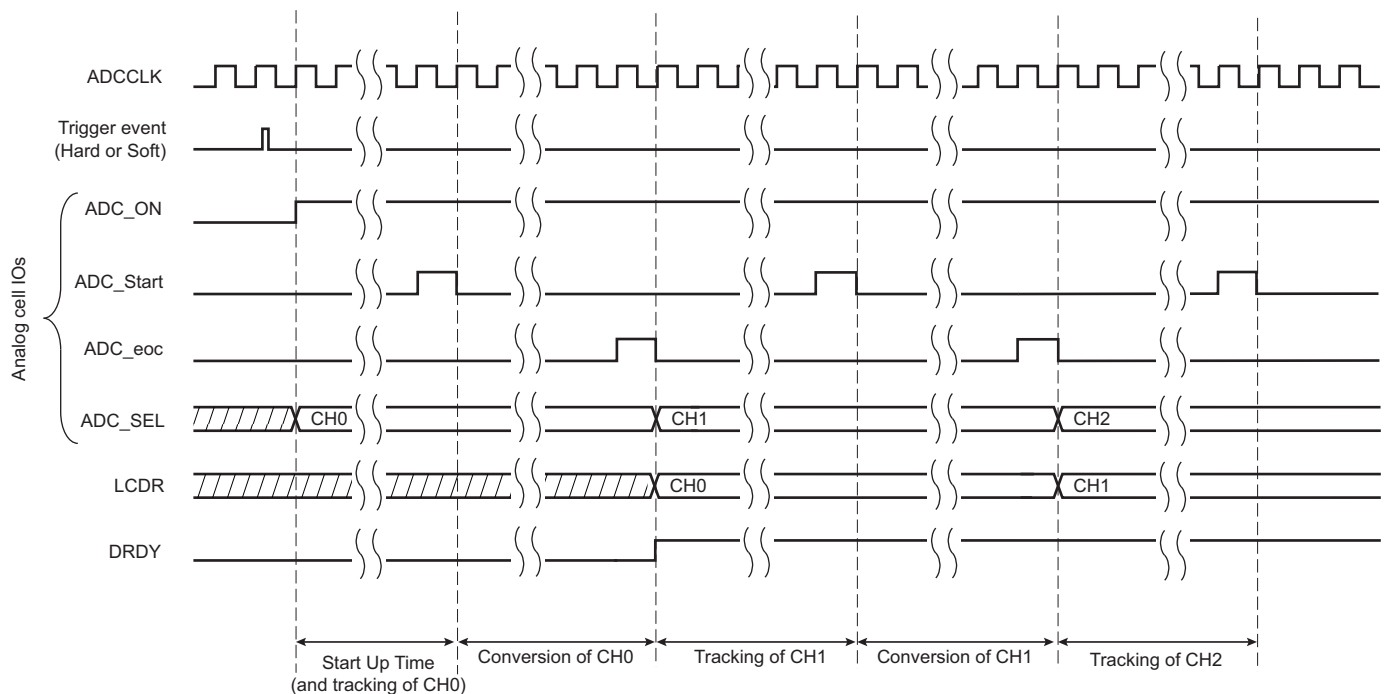 ADCCLK
Trigger event
(Hard or Soft)
Analog cell IOs
ADC_ON
ADC_Start
ADC_eoc
ADC_SEL
CH0
CH1
CH2
LCDR
CH0
CH1
DRDY
Start Up Time
(and tracking of CH0)
Conversion of CH0
Tracking of CH1
Conversion of CH1
Tracking of CH2